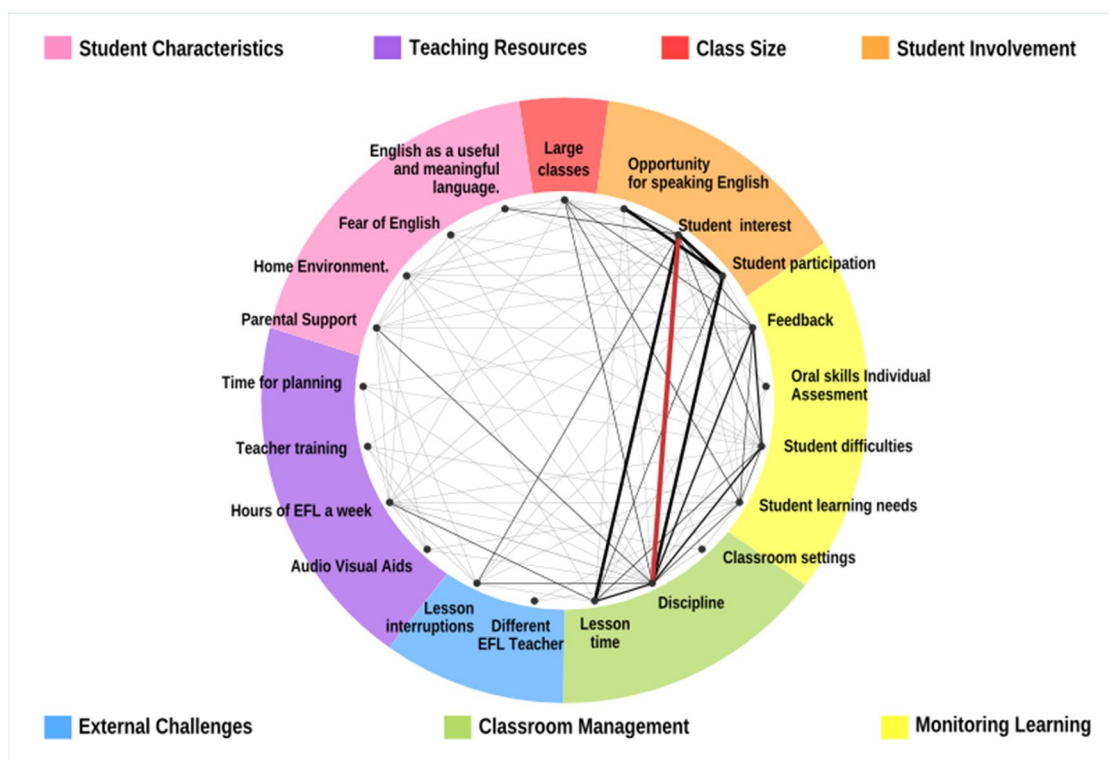 Student Characteristics
Teaching Resources
Class Size
Student Involvement
English as a useful
and meaningful
language.
Large
classes
Opportunity
for speaking English
Fear of English
Student interest
Home Environment.
Student participation
Parental Support
Feedback
Time for planning
Oral skills Individual
Assesment
Teacher training
Student difficulties
Hours of EFL a week
Student learning needs
Audio Visual Aids
Classroom settings
Lesson
interruptions
Different
EFL Teacher
Lesson
time
Discipline
External Challenges
Classroom Management
Monitoring Learning